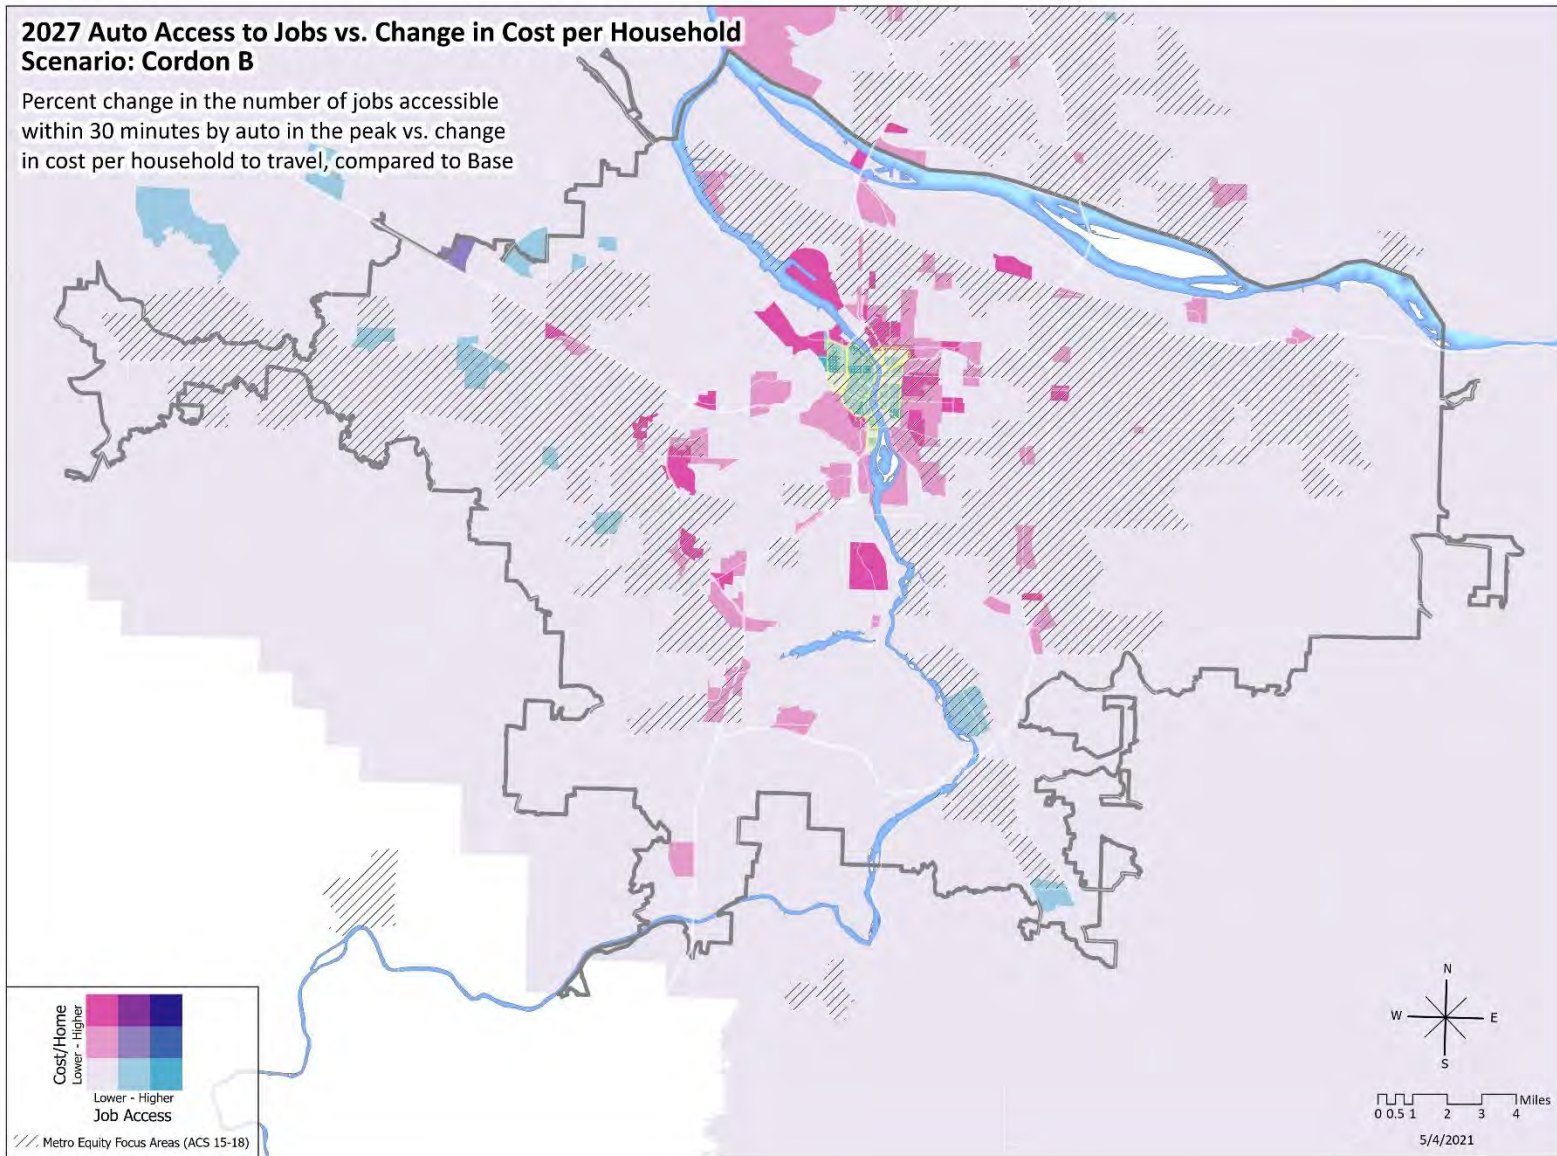 2027 Auto Access to Jobs vs. Change in Cost per Household
Scenario: Cordon B
Percent change in the number of jobs accessible
within 30 minutes by auto in the peak vs. change
in cost per household to travel, compared to Base
N
W E
S
Miles
0 0.5 1 2 3 4
5/4/2021
Cost/Home
Lower - Higher
Lower - Higher
Job Access
Metro Equity Focus Areas (ACS 15-18)